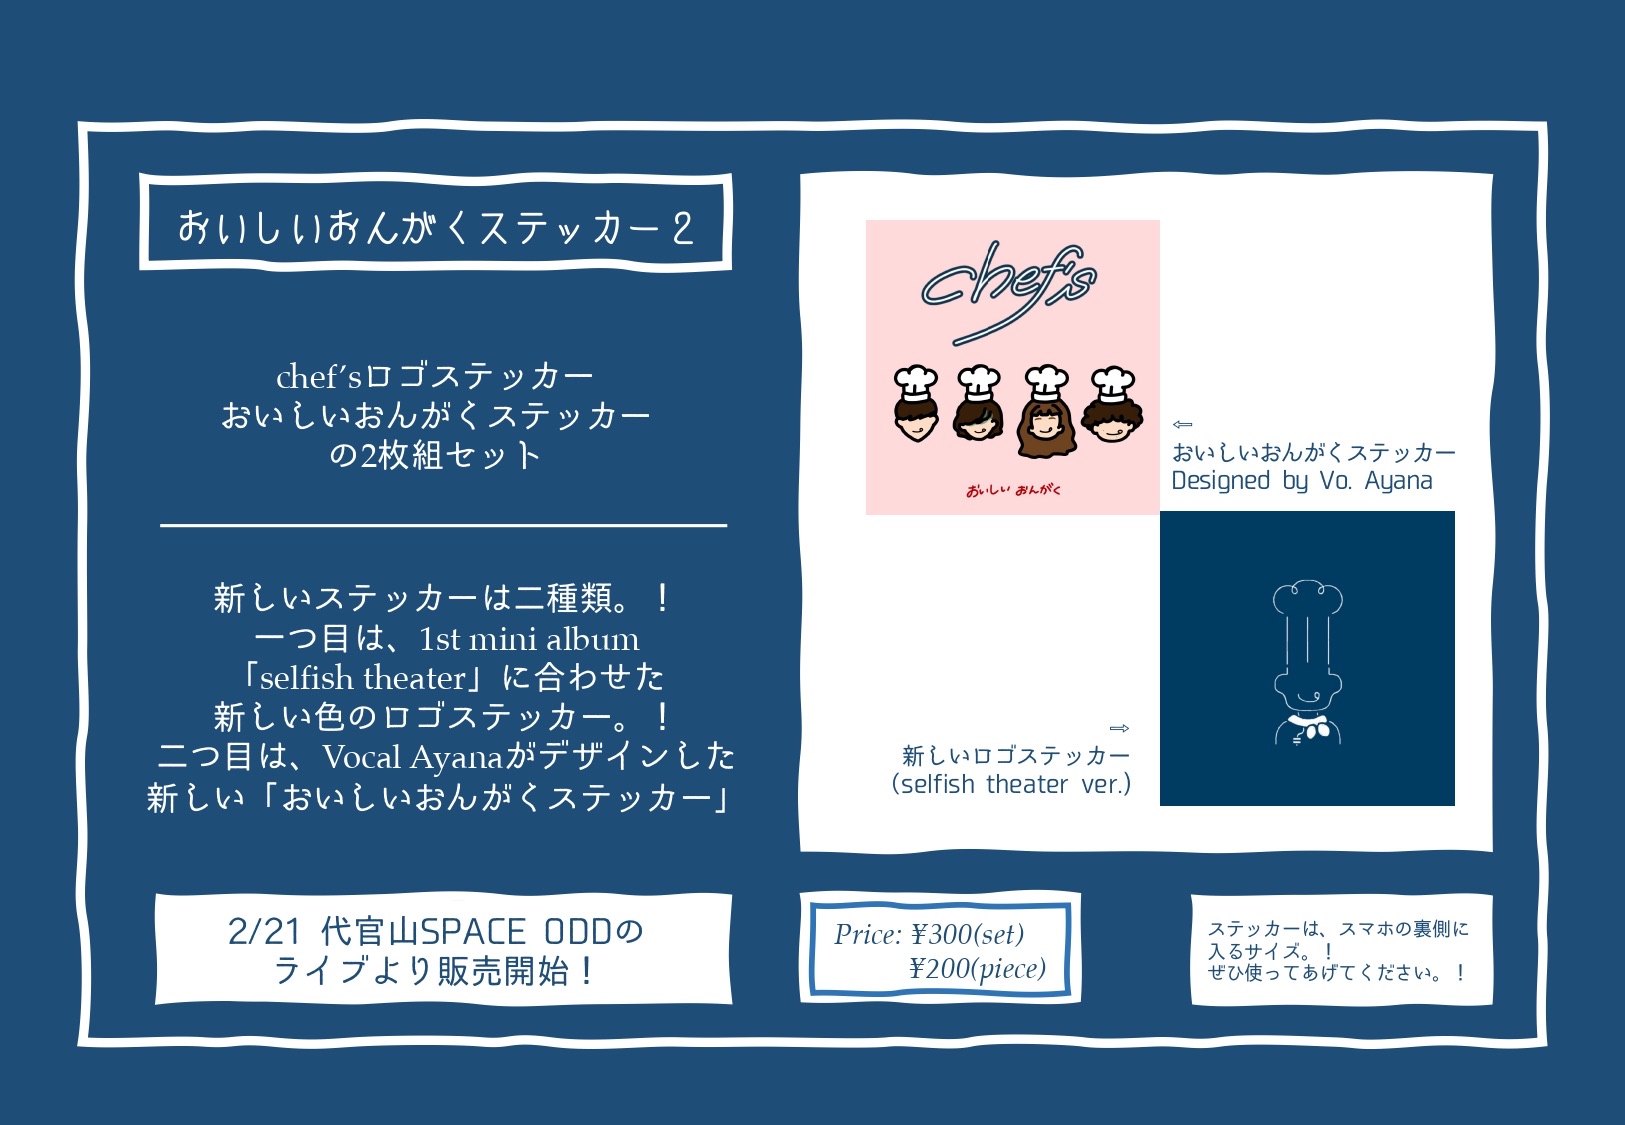 おいしいおんがくステッカー２
chef'sロゴステッカー
おいしいおんがくステッカー
の2枚組セット
新しいステッカーは二種類。！
一つ目は、1st mini album
「selfish theater」に合わせた
新しい色のロゴステッカー。！
二つ目は、Vocal Ayanaがデザインした
新しい「おいしいおんがくステッカー」
2/21 代官山SPACE ODDの
ライブより販売開始！
chef's
おいしい おんがく
⇦
おいしいおんがくステッカー
Designed by Vo. Ayana
⇨
新しいロゴステッカー
(selfish theater ver.)
Price: ¥300(set)
¥200(piece)
ステッカーは、スマホの裏側に
入るサイズ。！
ぜひ使ってあげてください。！